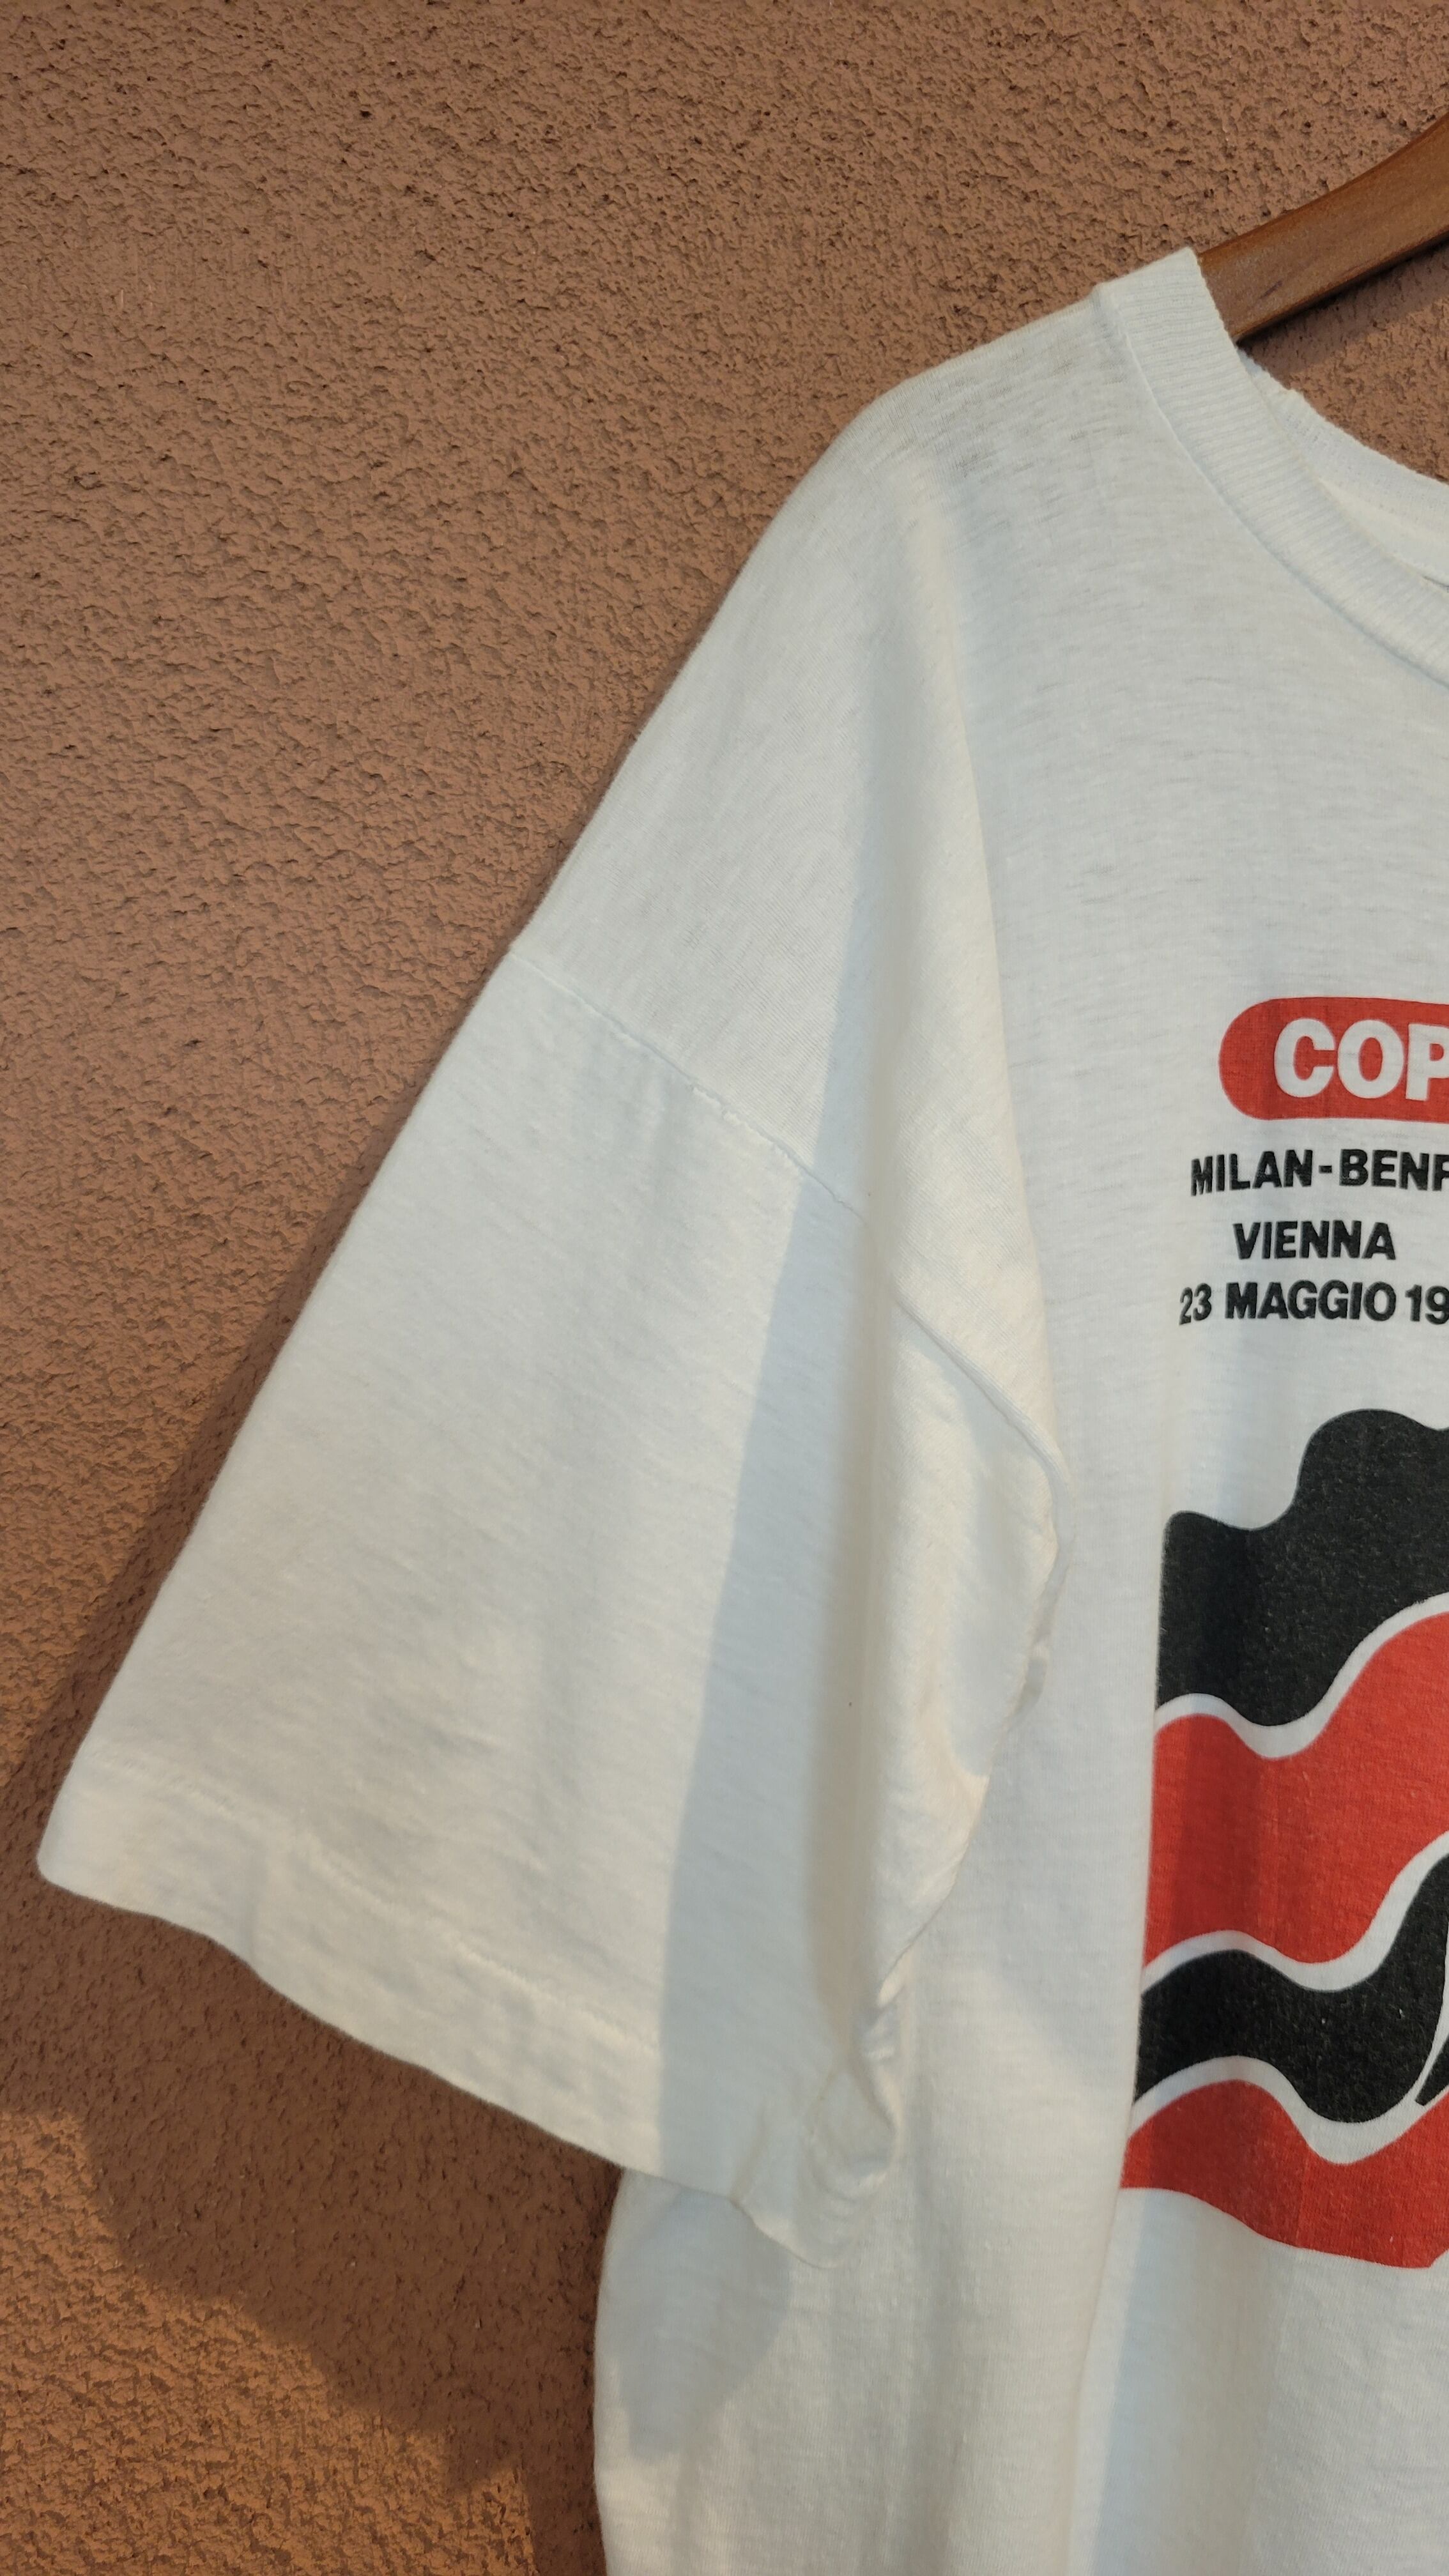 COP
MILAN-BENF
VIENNA
23 MAGGIO 19